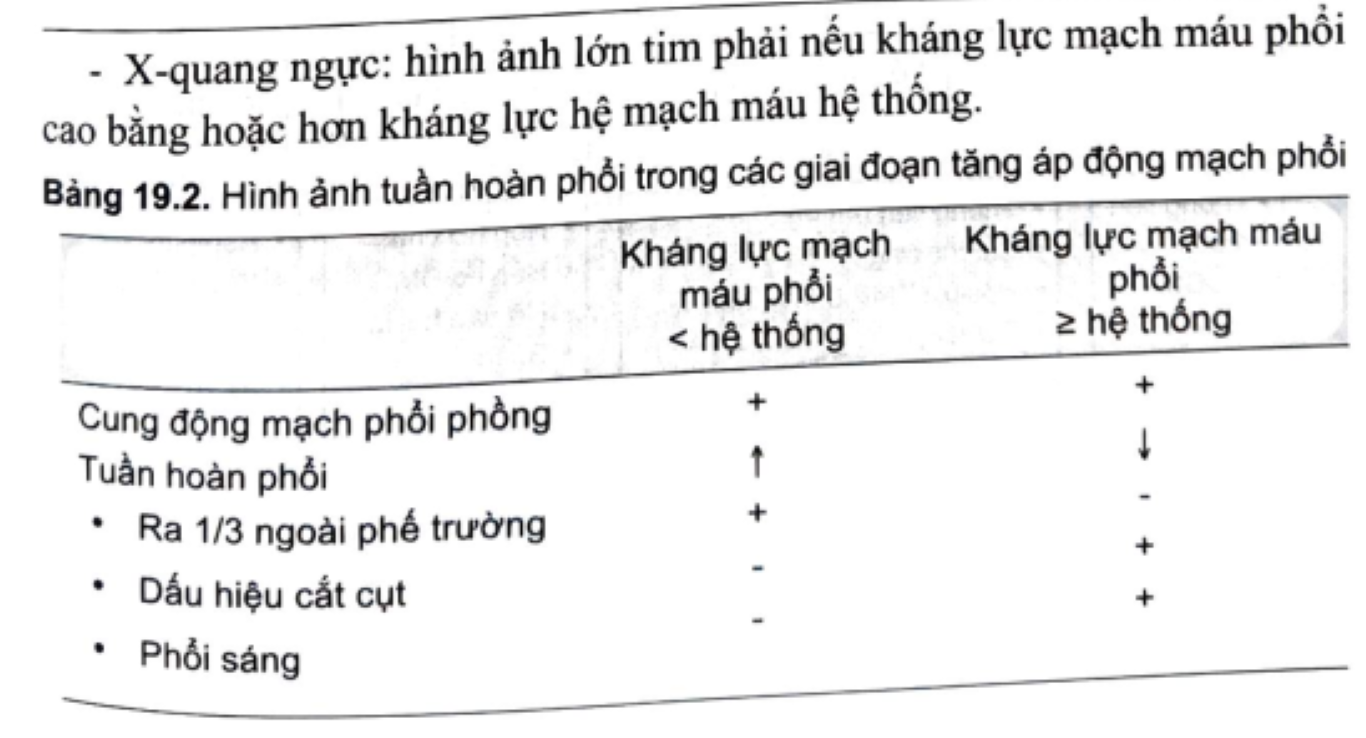 - X-quang ngực: hình ảnh lớn tim phải nếu kháng lực mạch máu phổi
cao bằng hoặc hơn kháng lực hệ mạch máu hệ thống.
Bảng 19.2. Hình ảnh tuần hoàn phổi trong các giai đoạn tăng áp động mạch phổi
Kháng lực mạch
máu phổi
< hệ thống
Kháng lực mạch máu
phổi
≥ hệ thống
Cung động mạch phổi phồng + +
Tuần hoàn phổi ↑ ↓
• Ra 1/3 ngoài phế trường + -
• Dấu hiệu cắt cụt - +
• Phổi sáng - +